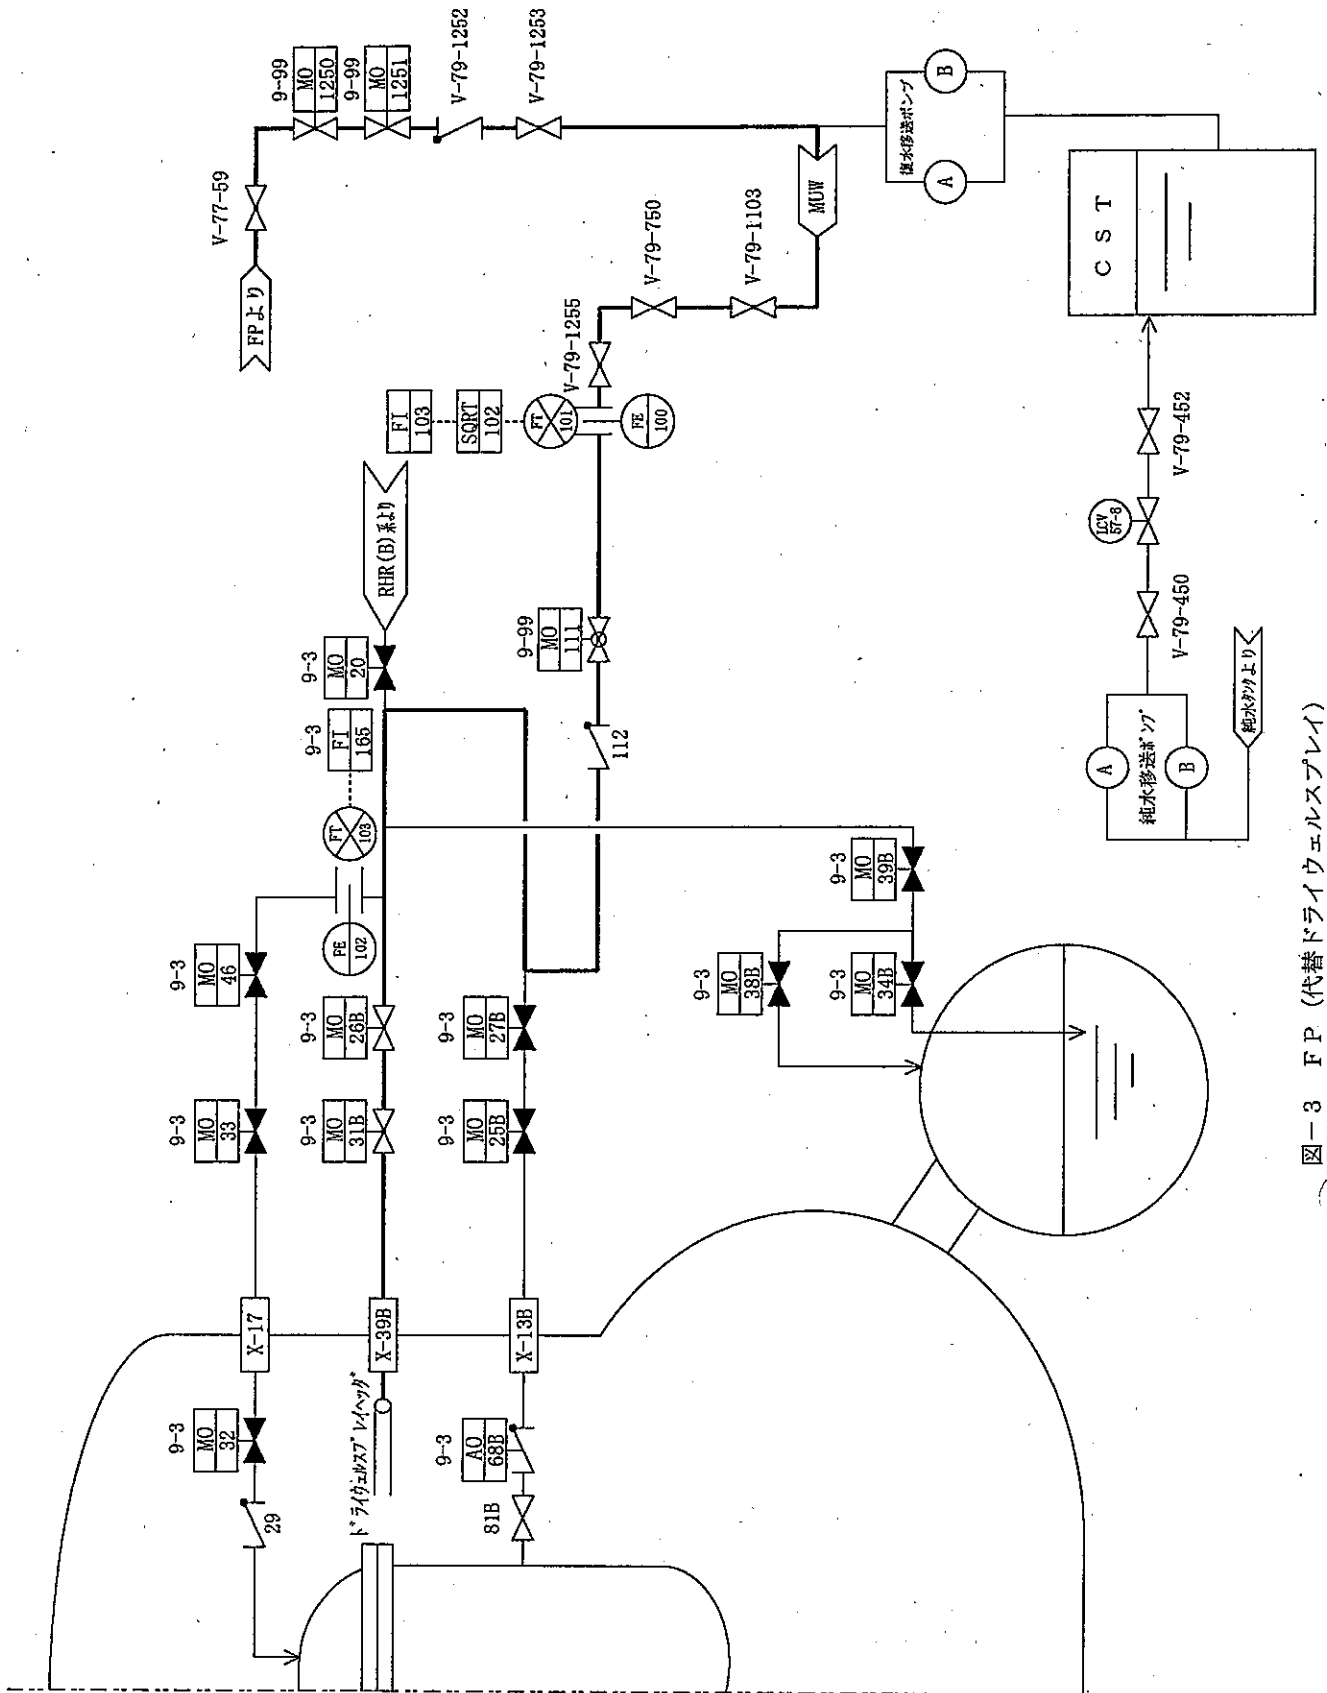 9-99
MO
1250
9-99
MO
1251
V-79-1252
V-79-1253
V-77-59
FPより
復水移送ポンプ
A
B
MUW
V-79-750
V-79-1103
V-79-1255
CST
FI
103
SQRT
102
FT
101
FE
100
RHR(B)系より
9-3
MO
20
9-3
FI
165
FT
103
FE
102
9-99
MO
111
112
9-3
MO
46
9-3
MO
33
9-3
MO
26B
9-3
MO
31B
9-3
MO
27B
9-3
MO
25B
9-3
MO
39B
9-3
MO
38B
9-3
MO
34B
V-79-452
LCV
57-8
V-79-450
純水移送ポンプ
A
B
純水タンクより
X-17
X-39B
X-13B
9-3
MO
32
29
ドライウェルスプレイヘッダ
9-3
AO
68B
81B
図-3 FP (代替ドライウェルスプレイ)